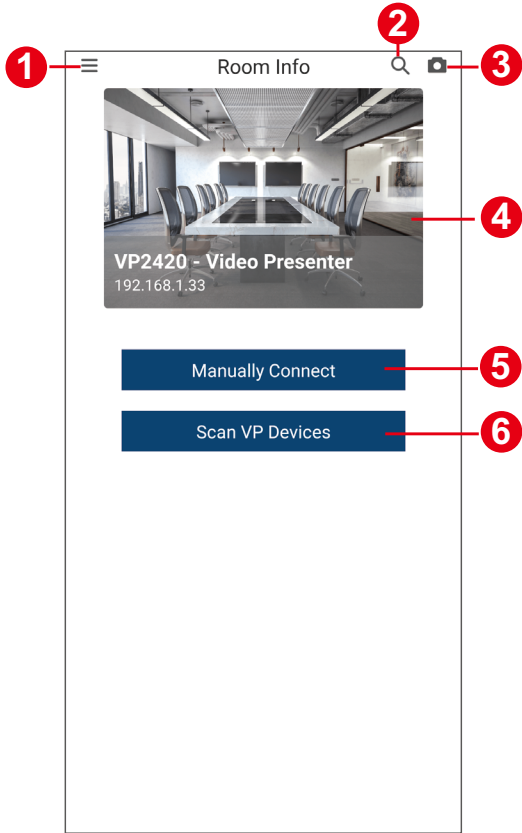 2
1
Room Info
3
4
VP2420 - Video Presenter
192.168.1.33
Manually Connect
5
Scan VP Devices
6